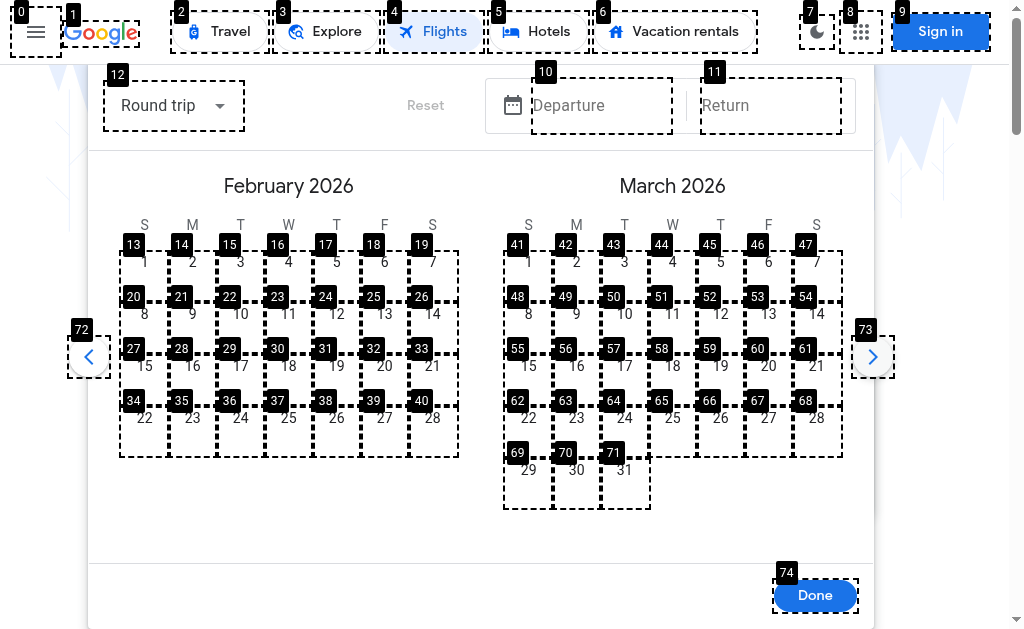 0 1 2 3 4 5 6 7 8 9
Google Travel Explore Flights Hotels Vacation rentals Sign in
12 10 11
Round trip Reset Departure Return
February 2026
S M T W T F S
13 14 15 16 17 18 19
1 2 3 4 5 6 7
20 21 22 23 24 25 26
8 9 10 11 12 13 14
27 28 29 30 31 32 33
15 16 17 18 19 20 21
34 35 36 37 38 39 40
22 23 24 25 26 27 28
March 2026
S M T W T F S
41 42 43 44 45 46 47
1 2 3 4 5 6 7
48 49 50 51 52 53 54
8 9 10 11 12 13 14
55 56 57 58 59 60 61
15 16 17 18 19 20 21
62 63 64 65 66 67 68
22 23 24 25 26 27 28
69 70 71
29 30 31
72 73
74
Done